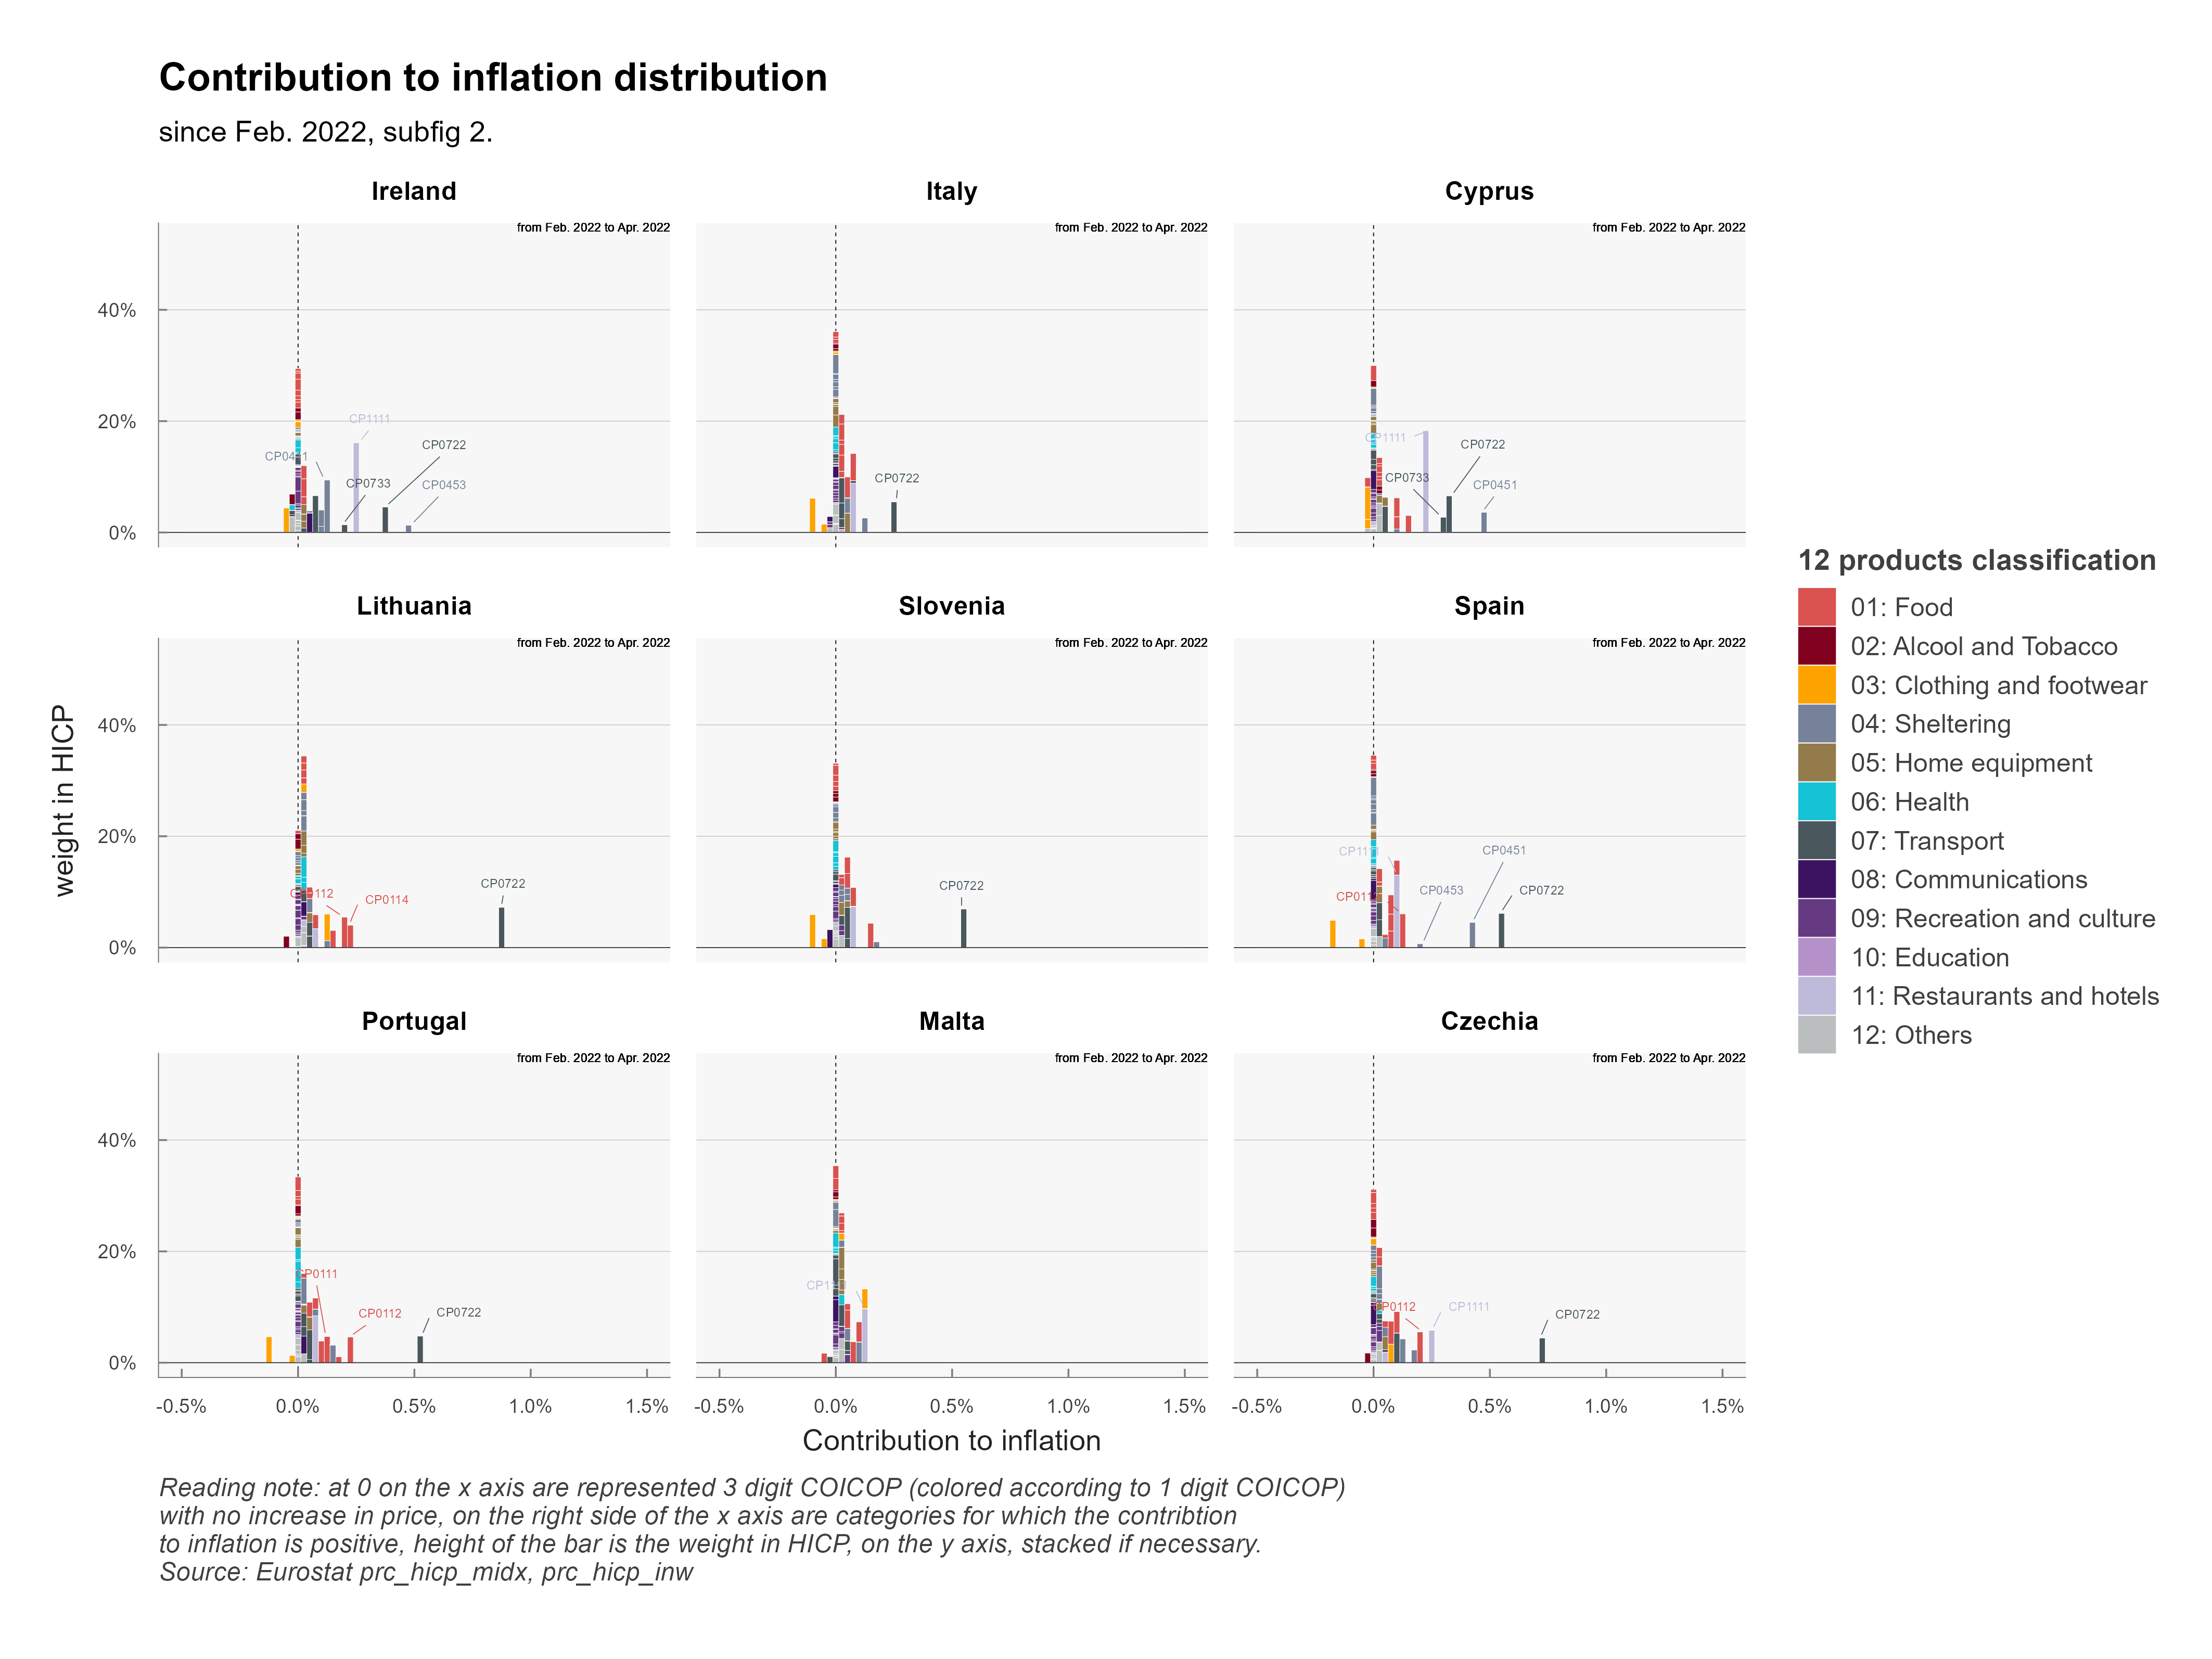 Contribution to inflation distribution
since Feb. 2022, subfig 2.
Ireland
Italy
Cyprus
from Feb. 2022 to Apr. 2022
from Feb. 2022 to Apr. 2022
from Feb. 2022 to Apr. 2022
40%
20%
0%
CP1111
CP0722
CP0733
CP0453
CP0722
CP1111
CP0722
CP0733
CP0451
Lithuania
Slovenia
Spain
from Feb. 2022 to Apr. 2022
from Feb. 2022 to Apr. 2022
from Feb. 2022 to Apr. 2022
weight in HICP
40%
20%
0%
CP0114
CP0722
CP0722
CP0451
CP0453
CP0722
Portugal
Malta
Czechia
from Feb. 2022 to Apr. 2022
from Feb. 2022 to Apr. 2022
from Feb. 2022 to Apr. 2022
40%
20%
0%
CP0111
CP0112
CP0722
CP0112
CP1111
CP0722
-0.5% 0.0% 0.5% 1.0% 1.5%
-0.5% 0.0% 0.5% 1.0% 1.5%
-0.5% 0.0% 0.5% 1.0% 1.5%
Contribution to inflation
12 products classification
01: Food
02: Alcool and Tobacco
03: Clothing and footwear
04: Sheltering
05: Home equipment
06: Health
07: Transport
08: Communications
09: Recreation and culture
10: Education
11: Restaurants and hotels
12: Others
Reading note: at 0 on the x axis are represented 3 digit COICOP (colored according to 1 digit COICOP)
with no increase in price, on the right side of the x axis are categories for which the contribtion
to inflation is positive, height of the bar is the weight in HICP, on the y axis, stacked if necessary.
Source: Eurostat prc_hicp_midx, prc_hicp_inw